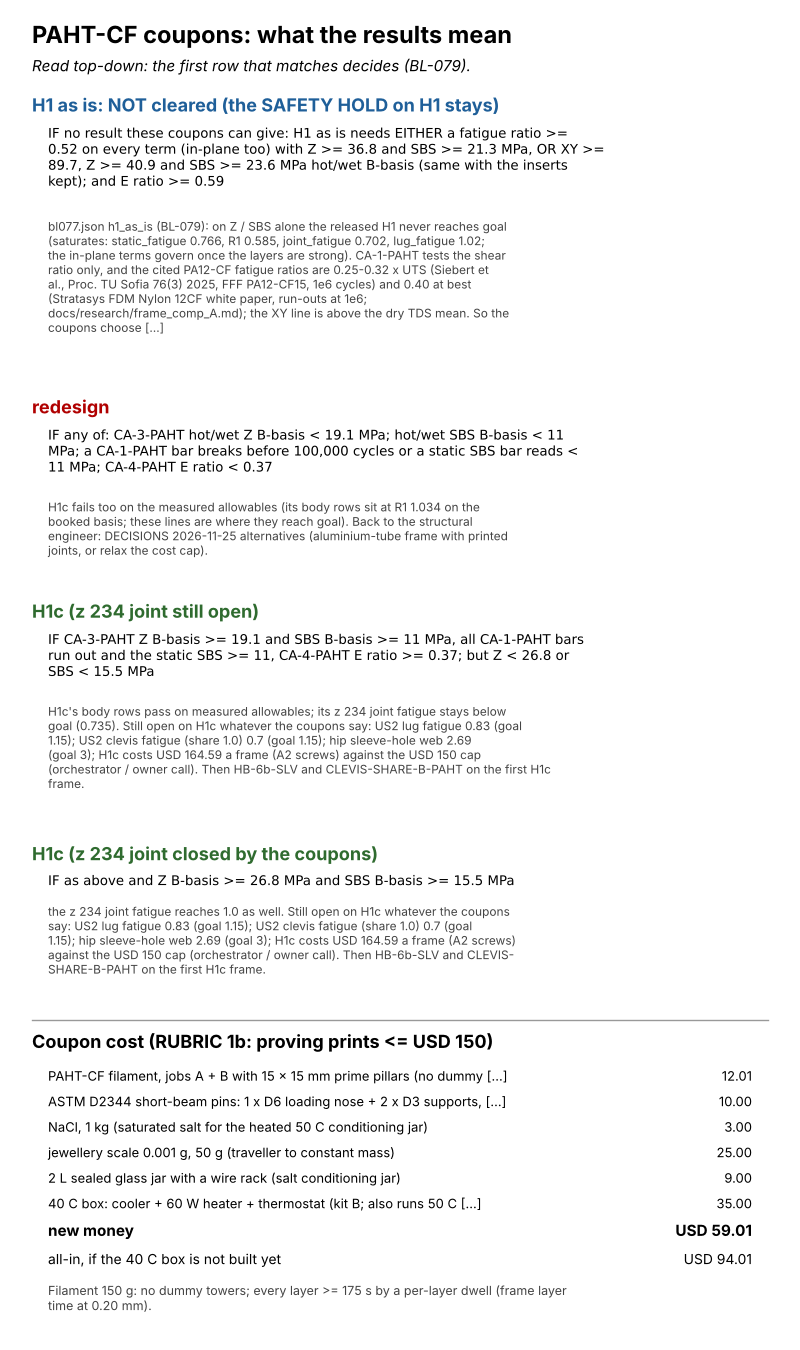 PAHT-CF coupons: what the results mean
Read top-down: the first row that matches decides (BL-079).
H1 as is: NOT cleared (the SAFETY HOLD on H1 stays)
IF no result these coupons can give: H1 as is needs EITHER a fatigue ratio >=
0.52 on every term (in-plane too) with Z >= 36.8 and SBS >= 21.3 MPa, OR XY >=
89.7, Z >= 40.9 and SBS >= 23.6 MPa hot/wet B-basis (same with the inserts
kept); and E ratio >= 0.59
bl077.json h1_as_is (BL-079): on Z / SBS alone the released H1 never reaches goal
(saturates: static_fatigue 0.766, R1 0.585, joint_fatigue 0.702, lug_fatigue 1.02;
the in-plane terms govern once the layers are strong). CA-1-PAHT tests the shear
ratio only, and the cited PA12-CF fatigue ratios are 0.25-0.32 x UTS (Siebert et
al., Proc. TU Sofia 76(3) 2025, FFF PA12-CF15, 1e6 cycles) and 0.40 at best
(Stratasys FDM Nylon 12CF white paper, run-outs at 1e6;
docs/research/frame_comp_A.md); the XY line is above the dry TDS mean. So the
coupons choose [...]
redesign
IF any of: CA-3-PAHT hot/wet Z B-basis < 19.1 MPa; hot/wet SBS B-basis < 11
MPa; a CA-1-PAHT bar breaks before 100,000 cycles or a static SBS bar reads <
11 MPa; CA-4-PAHT E ratio < 0.37
H1c fails too on the measured allowables (its body rows sit at R1 1.034 on the
booked basis; these lines are where they reach goal). Back to the structural
engineer: DECISIONS 2026-11-25 alternatives (aluminium-tube frame with printed
joints, or relax the cost cap).
H1c (z 234 joint still open)
IF CA-3-PAHT Z B-basis >= 19.1 and SBS B-basis >= 11 MPa, all CA-1-PAHT bars
run out and the static SBS >= 11, CA-4-PAHT E ratio >= 0.37; but Z < 26.8 or
SBS < 15.5 MPa
H1c's body rows pass on measured allowables; its z 234 joint fatigue stays below
goal (0.735). Still open on H1c whatever the coupons say: US2 lug fatigue 0.83 (goal
1.15); US2 clevis fatigue (share 1.0) 0.7 (goal 1.15); hip sleeve-hole web 2.69
(goal 3); H1c costs USD 164.59 a frame (A2 screws) against the USD 150 cap
(orchestrator / owner call). Then HB-6b-SLV and CLEVIS-SHARE-B-PAHT on the first H1c
frame.
H1c (z 234 joint closed by the coupons)
IF as above and Z B-basis >= 26.8 MPa and SBS B-basis >= 15.5 MPa
the z 234 joint fatigue reaches 1.0 as well. Still open on H1c whatever the coupons
say: US2 lug fatigue 0.83 (goal 1.15); US2 clevis fatigue (share 1.0) 0.7 (goal
1.15); hip sleeve-hole web 2.69 (goal 3); H1c costs USD 164.59 a frame (A2 screws)
against the USD 150 cap (orchestrator / owner call). Then HB-6b-SLV and CLEVIS-
SHARE-B-PAHT on the first H1c frame.
Coupon cost (RUBRIC 1b: proving prints <= USD 150)
PAHT-CF filament, jobs A + B with 15 × 15 mm prime pillars (no dummy [...] 12.01
ASTM D2344 short-beam pins: 1 x D6 loading nose + 2 x D3 supports, [...] 10.00
NaCl, 1 kg (saturated salt for the heated 50 C conditioning jar) 3.00
jewellery scale 0.001 g, 50 g (traveller to constant mass) 25.00
2 L sealed glass jar with a wire rack (salt conditioning jar) 9.00
40 C box: cooler + 60 W heater + thermostat (kit B; also runs 50 C [...] 35.00
new money USD 59.01
all-in, if the 40 C box is not built yet USD 94.01
Filament 150 g: no dummy towers; every layer >= 175 s by a per-layer dwell (frame layer
time at 0.20 mm).